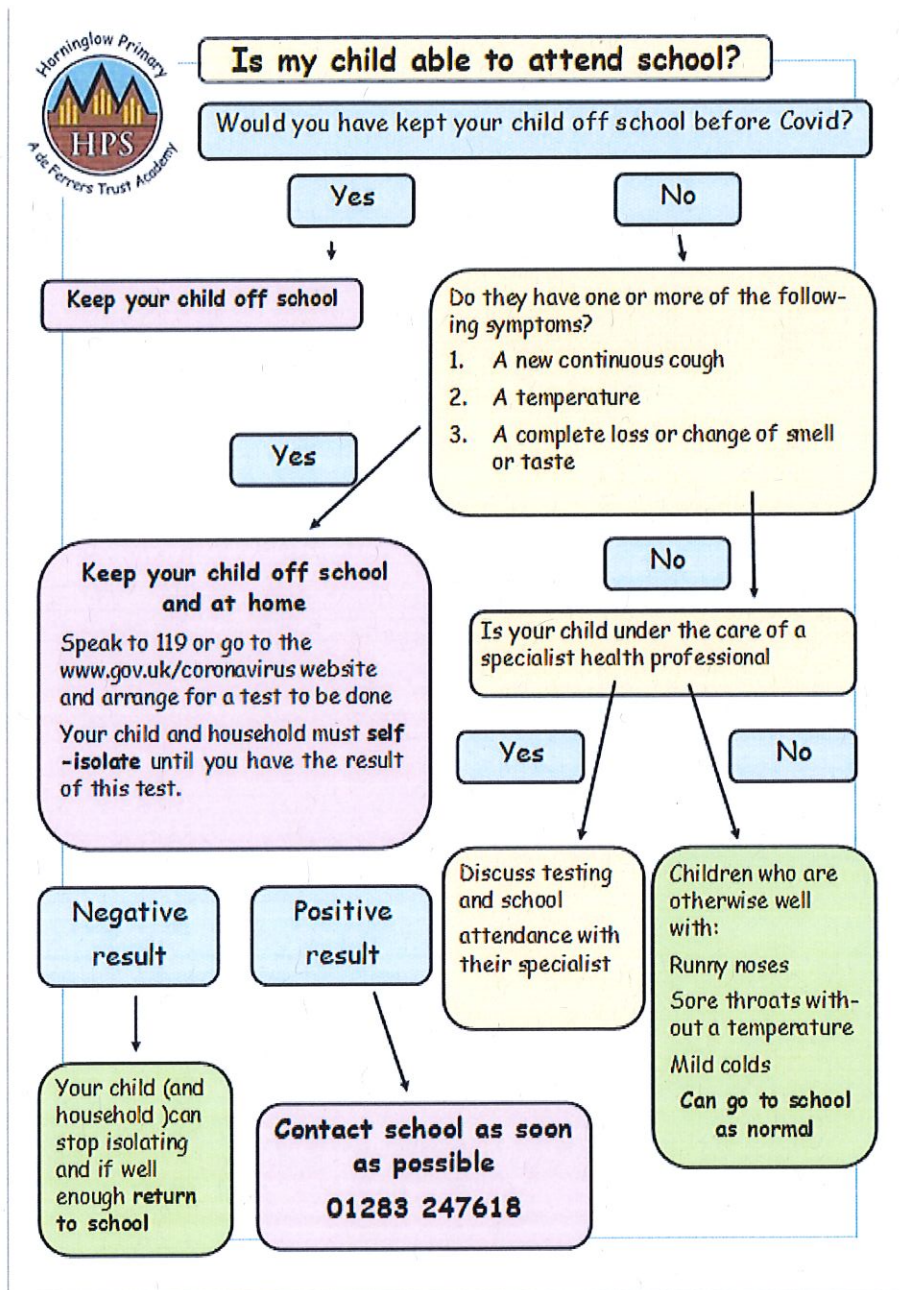 Horninglow Primary
HPS
A de Ferrers Trust Academy
Is my child able to attend school?
Would you have kept your child off school before Covid?
Yes
No
Keep your child off school
Do they have one or more of the follow-
ing symptoms?
1. A new continuous cough
2. A temperature
3. A complete loss or change of smell
or taste
Yes
No
Keep your child off school
and at home
Speak to 119 or go to the
www.gov.uk/coronavirus website
and arrange for a test to be done
Your child and household must self
-isolate until you have the result
of this test.
Is your child under the care of a
specialist health professional
Yes
No
Discuss testing
and school
attendance with
their specialist
Children who are
otherwise well
with:
Runny noses
Sore throats with-
out a temperature
Mild colds
Can go to school
as normal
Negative
result
Positive
result
Your child (and
household )can
stop isolating
and if well
enough return
to school
Contact school as soon
as possible
01283 247618